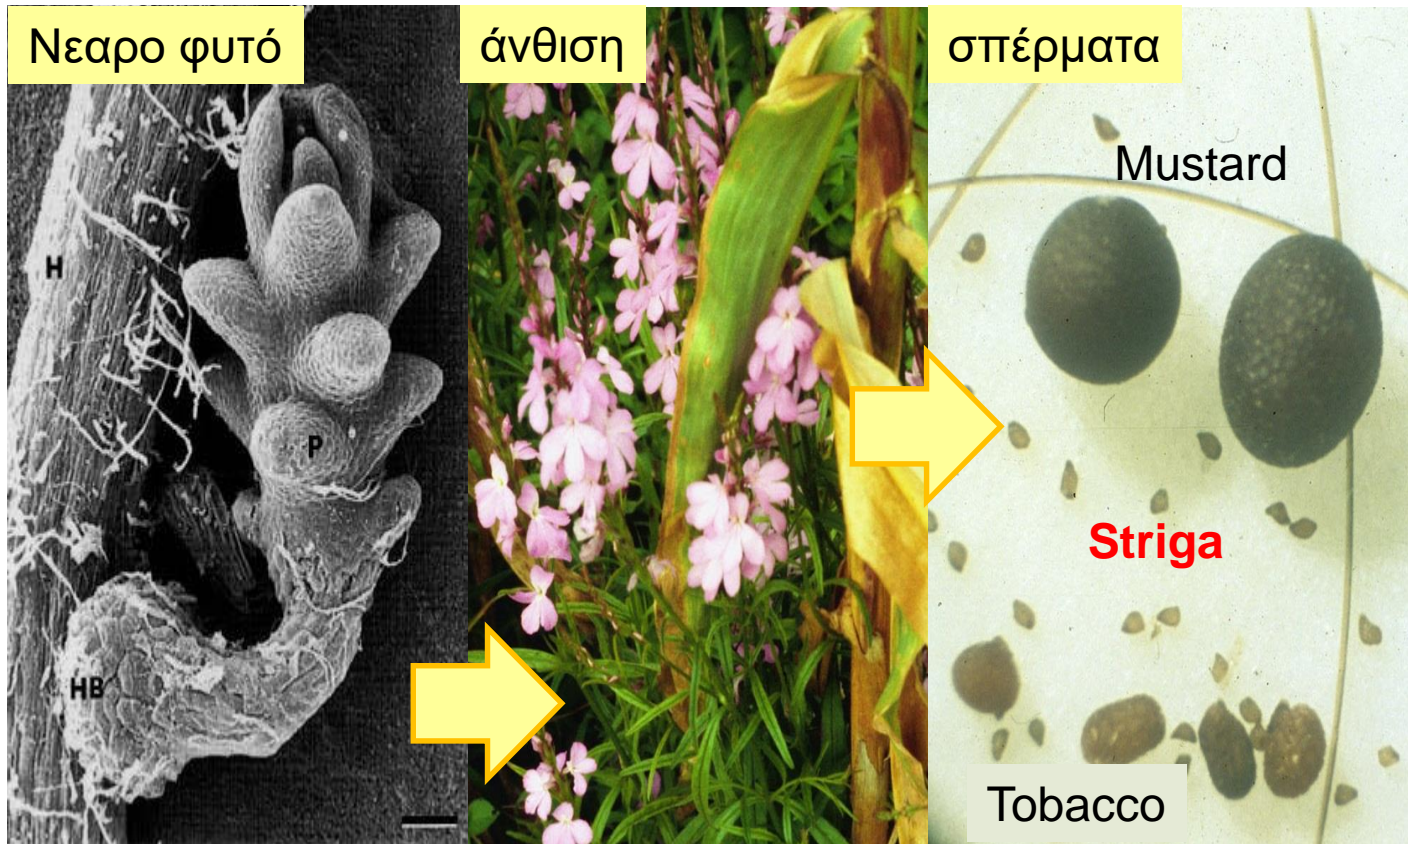 Νεαρο φυτό
άνθιση
σπέρματα
Mustard
H
P
Striga
HB
Tobacco